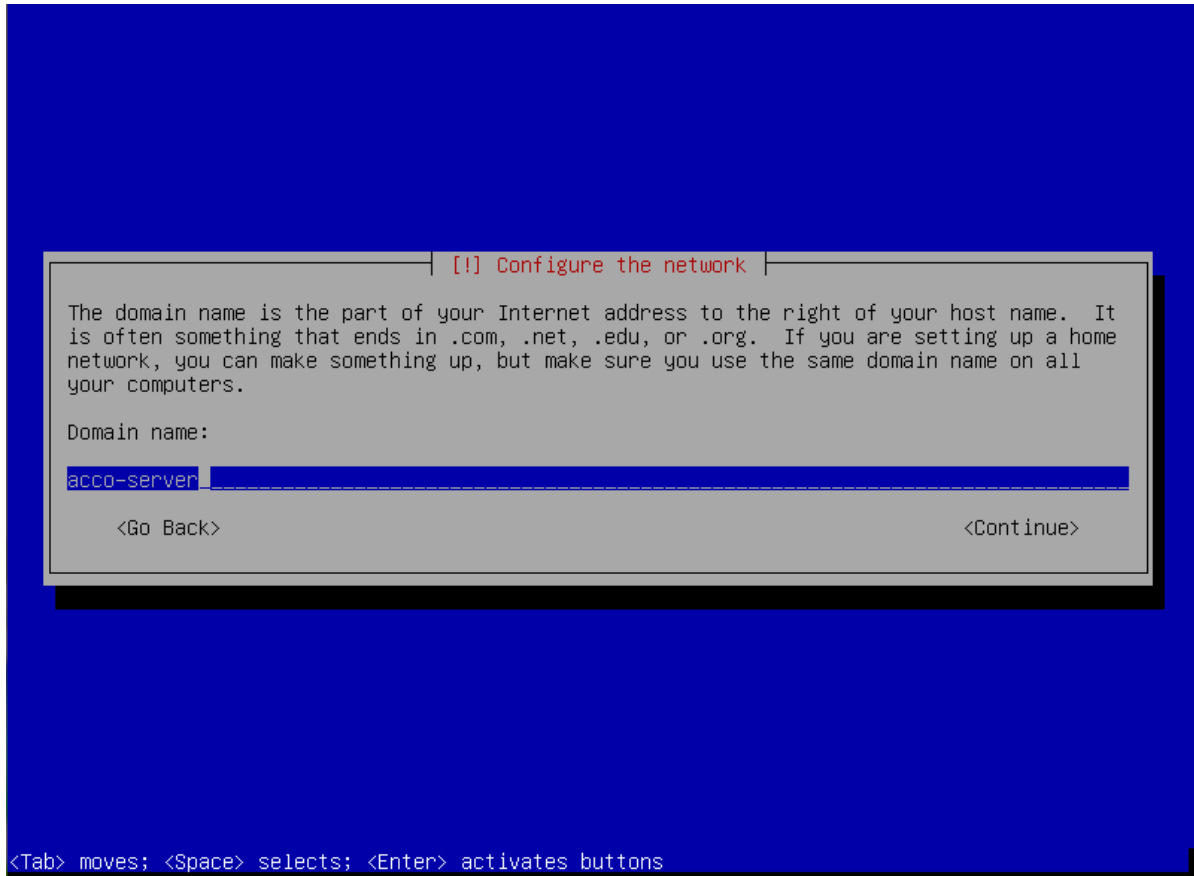 [!] Configure the network
The domain name is the part of your Internet address to the right of your host name.  It
is often something that ends in .com, .net, .edu, or .org.  If you are setting up a home
network, you can make something up, but make sure you use the same domain name on all
your computers.
Domain name:
acco-server
<Go Back> <Continue>
<Tab> moves; <Space> selects; <Enter> activates buttons